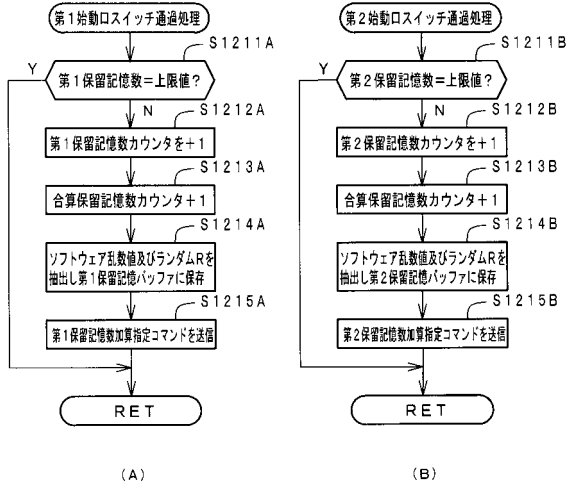 第1始動口スイッチ通過処理
S1211A
Y
第1保留記憶数=上限値?
N
S1212A
第1保留記憶数カウンタを+1
S1213A
合算保留記憶数カウンタ+1
S1214A
ソフトウェア乱数値及びランダムRを
抽出し第1保留記憶バッファに保存
S1215A
第1保留記憶数加算指定コマンドを送信
RET
(A)
第2始動口スイッチ通過処理
S1211B
Y
第2保留記憶数=上限値?
N
S1212B
第2保留記憶数カウンタを+1
S1213B
合算保留記憶数カウンタ+1
S1214B
ソフトウェア乱数値及びランダムRを
抽出し第2保留記憶バッファに保存
S1215B
第2保留記憶数加算指定コマンドを送信
RET
(B)